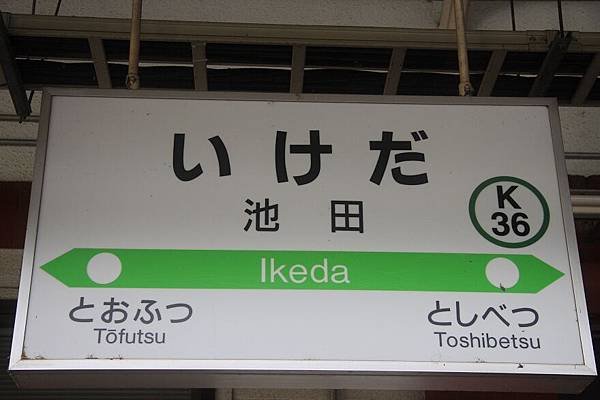 いけだ
池田
K
36
Ikeda
とおふつ
Tōfutsu
としべつ
Toshibetsu